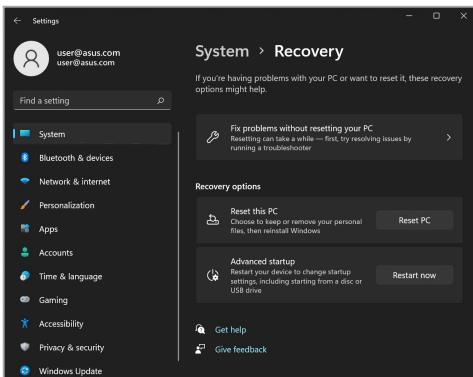 Settings
user@asus.com
user@asus.com
Find a setting
System
Bluetooth & devices
Network & internet
Personalization
Apps
Accounts
Time & language
Gaming
Accessibility
Privacy & security
Windows Update
System > Recovery
If you're having problems with your PC or want to reset it, these recovery
options might help.
Fix problems without resetting your PC
Resetting can take a while — first, try resolving issues by
running a troubleshooter
Recovery options
Reset this PC
Choose to keep or remove your personal
files, then reinstall Windows
Reset PC
Advanced startup
Restart your device to change startup
settings, including starting from a disc or
USB drive
Restart now
Get help
Give feedback